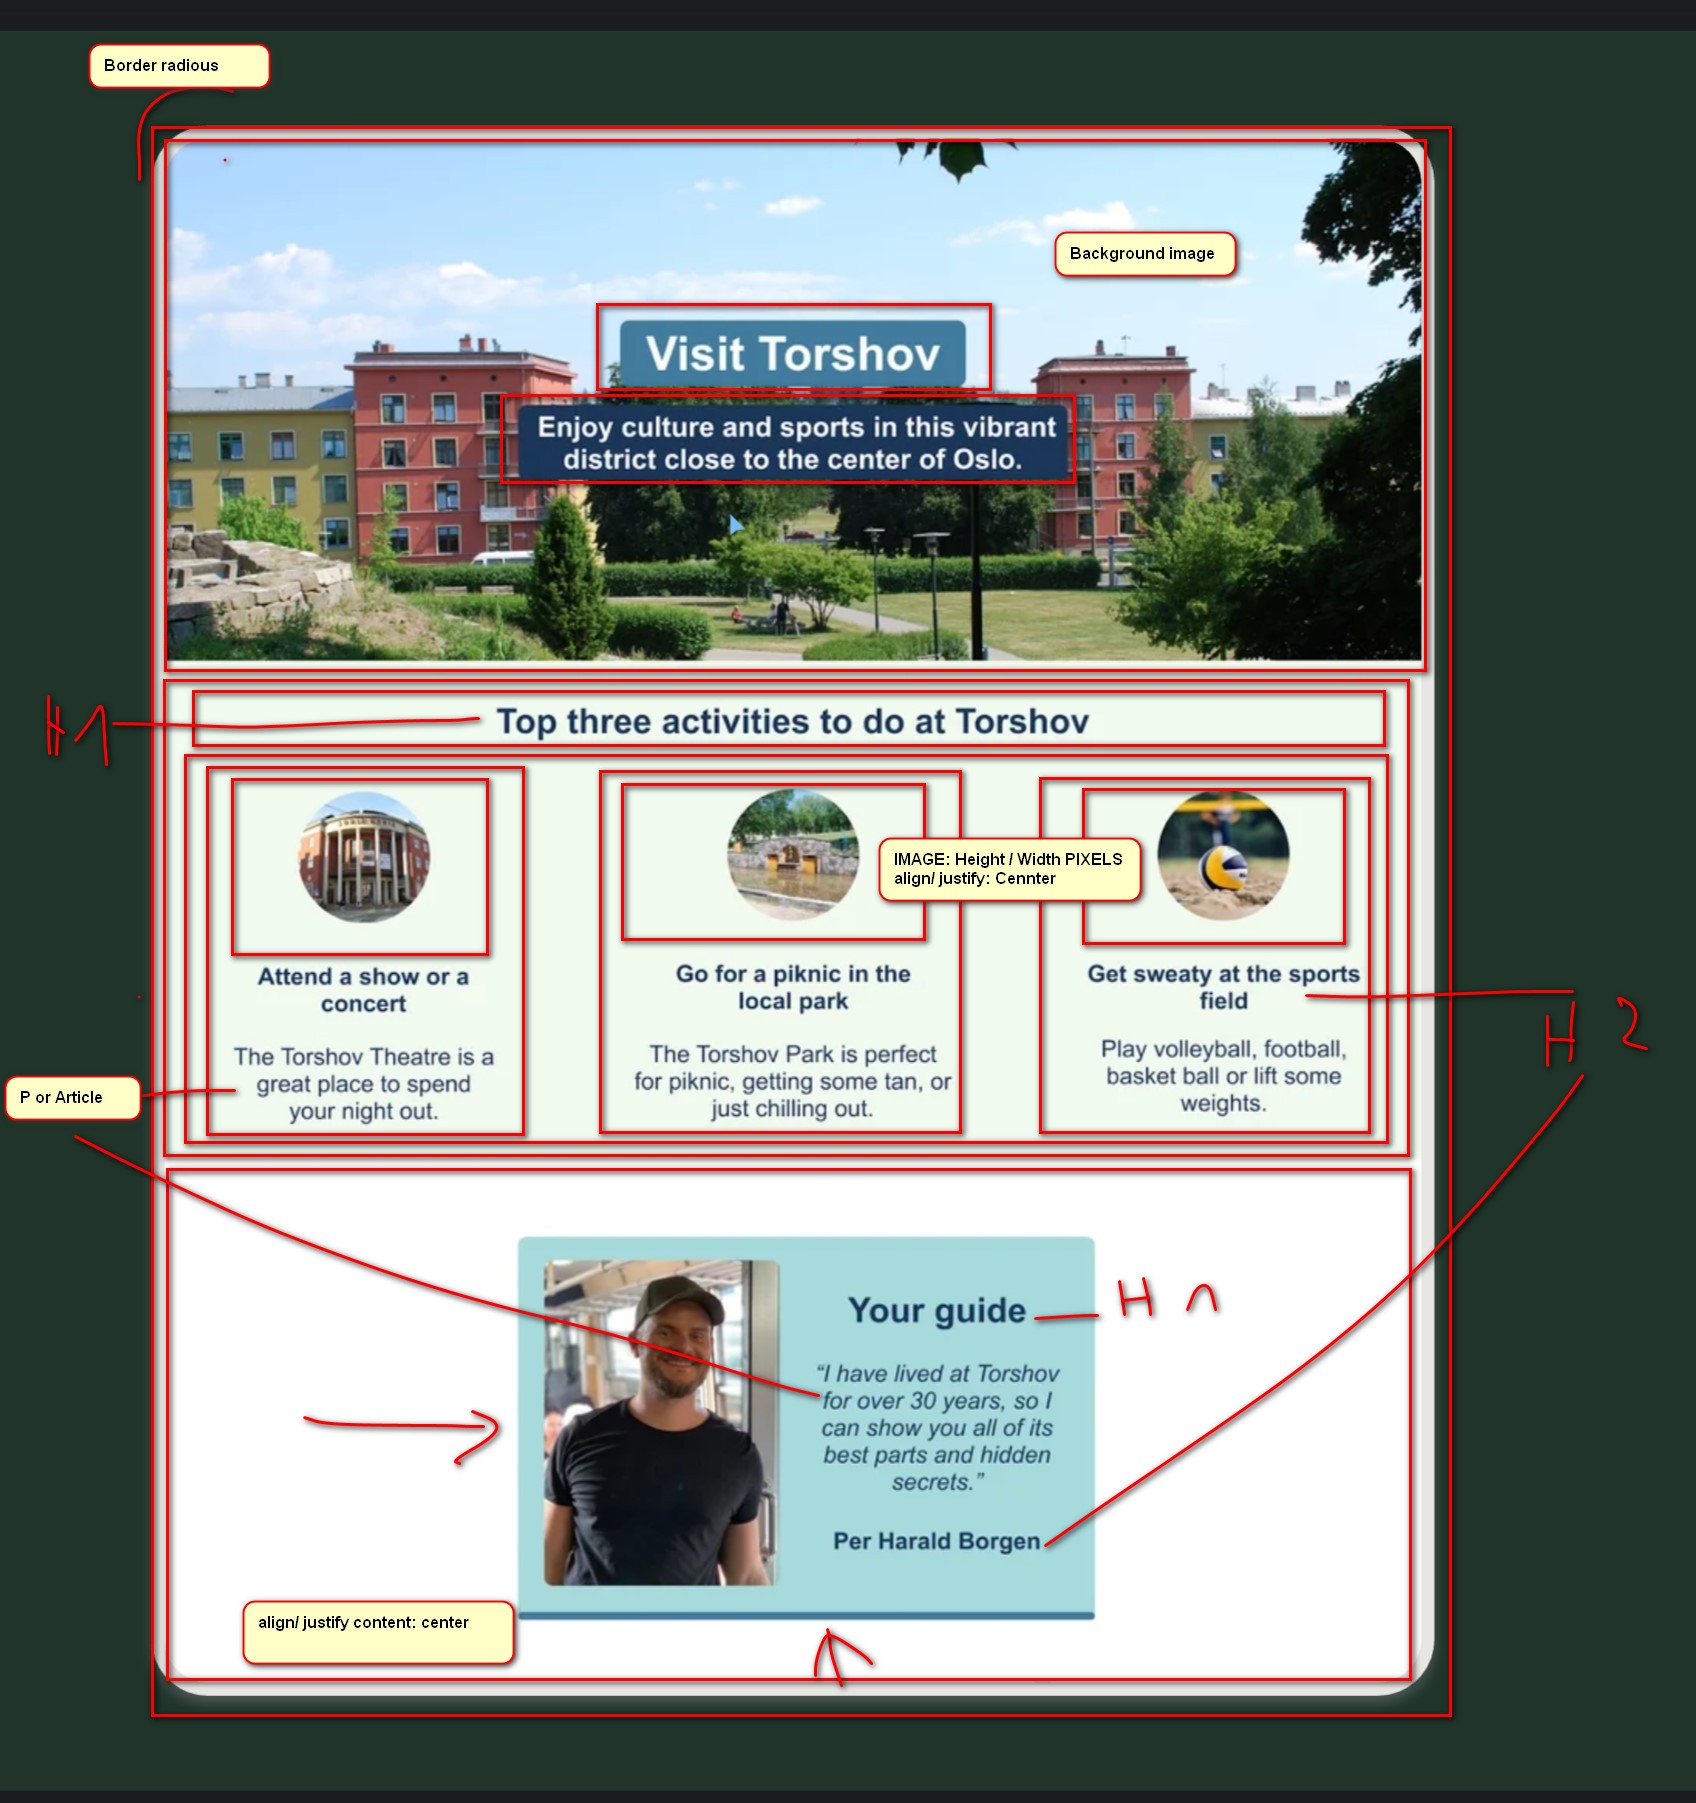 Border radious
Background image
Visit Torshov
Enjoy culture and sports in this vibrant
district close to the center of Oslo.
H1
Top three activities to do at Torshov
IMAGE: Height / Width PIXELS
align/ justify: Cennter
Attend a show or a
concert
Go for a piknic in the
local park
Get sweaty at the sports
field
H 2
The Torshov Theatre is a
great place to spend
your night out.
The Torshov Park is perfect
for piknic, getting some tan, or
just chilling out.
Play volleyball, football,
basket ball or lift some
weights.
P or Article
Your guide
H
“I have lived at Torshov
for over 30 years, so I
can show you all of its
best parts and hidden
secrets.”
Per Harald Borgen
align/ justify content: center